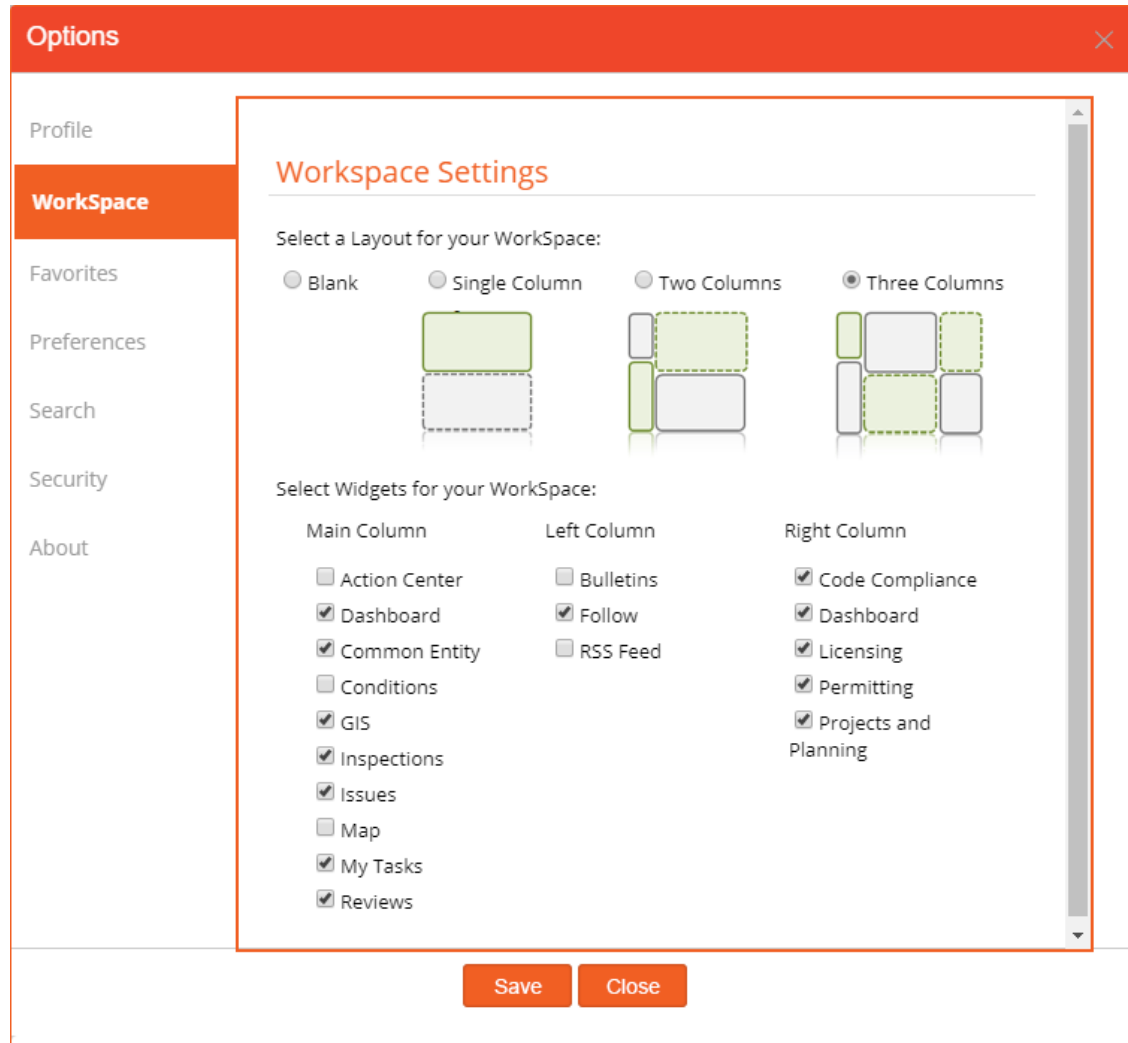 Options
Profile
WorkSpace
Favorites
Preferences
Search
Security
About
Workspace Settings
Select a Layout for your WorkSpace:
Blank Single Column Two Columns Three Columns
Select Widgets for your WorkSpace:
Main Column
Action Center
Dashboard
Common Entity
Conditions
GIS
Inspections
Issues
Map
My Tasks
Reviews
Left Column
Bulletins
Follow
RSS Feed
Right Column
Code Compliance
Dashboard
Licensing
Permitting
Projects and
Planning
Save Close